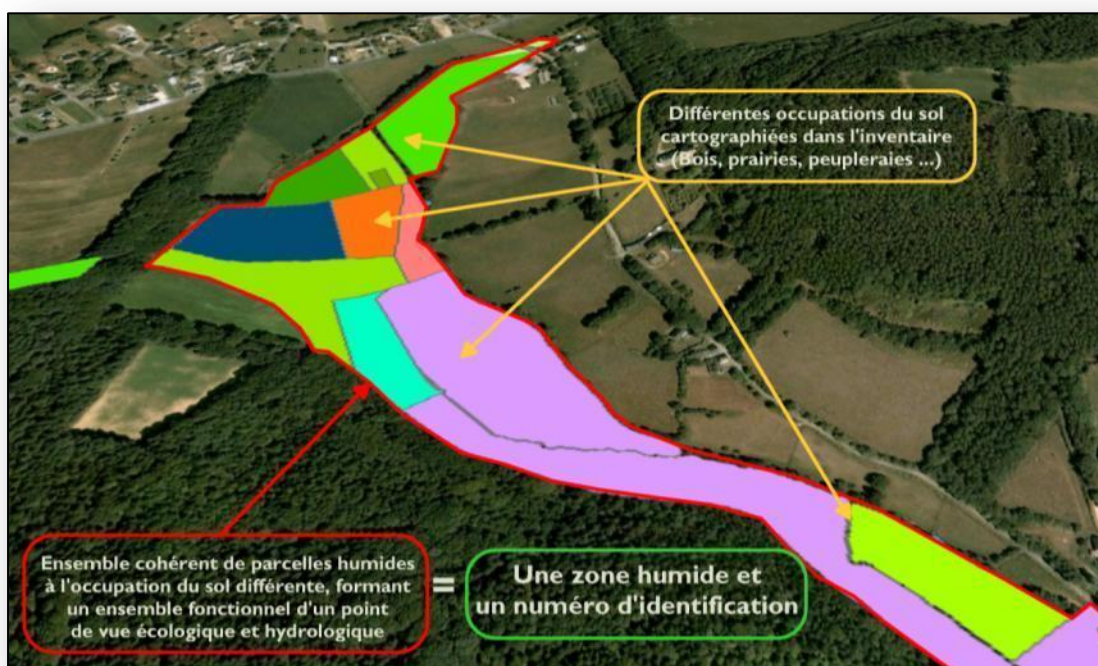 Différentes occupations du sol
cartographiées dans l'inventaire
(Bois, prairies, peupleraies ...)
Ensemble cohérent de parcelles humides
à l'occupation du sol différente, formant
un ensemble fonctionnel d'un point
de vue écologique et hydrologique
=
Une zone humide et
un numéro d'identification